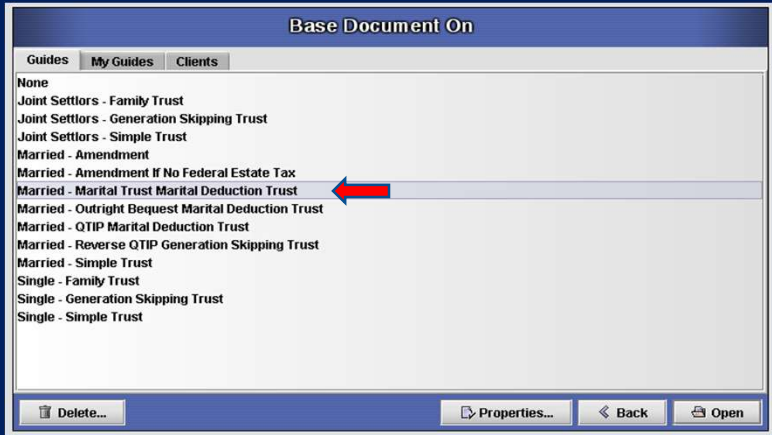 Base Document On
Guides My Guides Clients
None
Joint Settlors - Family Trust
Joint Settlors - Generation Skipping Trust
Joint Settlors - Simple Trust
Married - Amendment
Married - Amendment If No Federal Estate Tax
Married - Marital Trust Marital Deduction Trust
Married - Outright Bequest Marital Deduction Trust
Married - QTIP Marital Deduction Trust
Married - Reverse QTIP Generation Skipping Trust
Married - Simple Trust
Single - Family Trust
Single - Generation Skipping Trust
Single - Simple Trust
Delete... Properties... Back Open